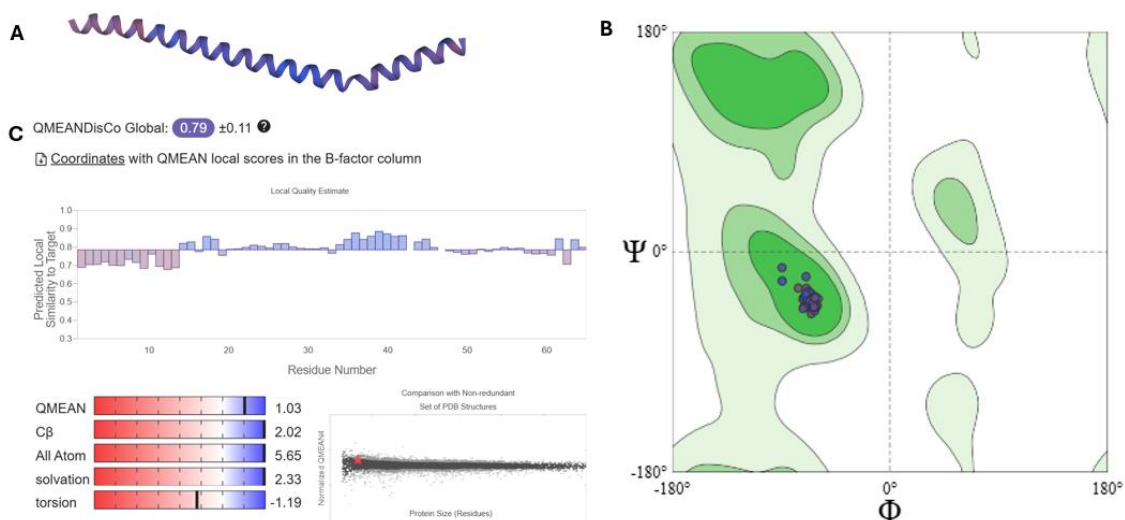 A
B
C
QMEANDisCo Global: 0.79 ±0.11 ?
Coordinates with QMEAN local scores in the B-factor column
Local Quality Estimate
Predicted Local
Similarity to Target
1.0
0.9
0.8
0.7
0.6
0.5
0.4
0.3
10 20 30 40 50 60
Residue Number
QMEAN 1.03
Cβ 2.02
All Atom 5.65
solvation 2.33
torsion -1.19
Comparison with Non-redundant
Set of PDB Structures
Normalized QMEAN4
Protein Size (Residues)
180°
Ψ 0°
-180°
-180° 0° 180°
Φ